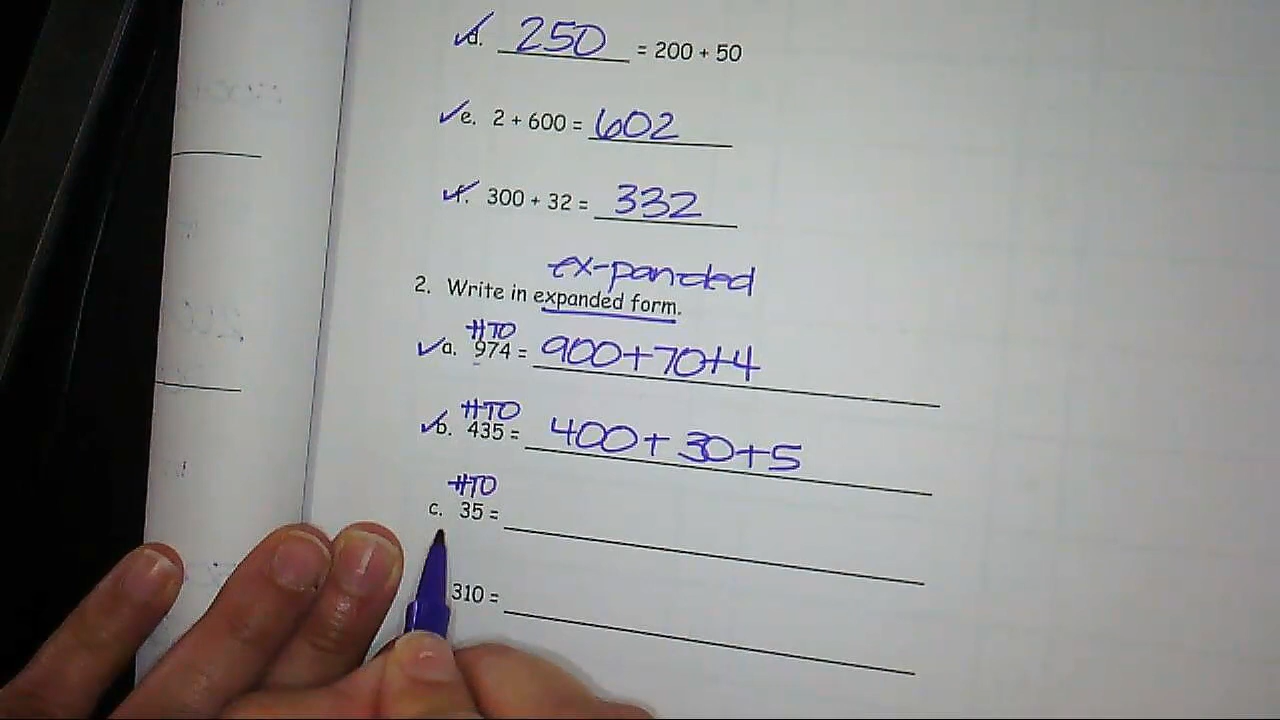 d. 250 = 200 + 50
e. 2 + 600 = 602
f. 300 + 32 = 332
ex-panded
2. Write in expanded form.
HTO
a. 974 = 900+70+4
HTO
b. 435 = 400+30+5
HTO
c. 35 =
310 =